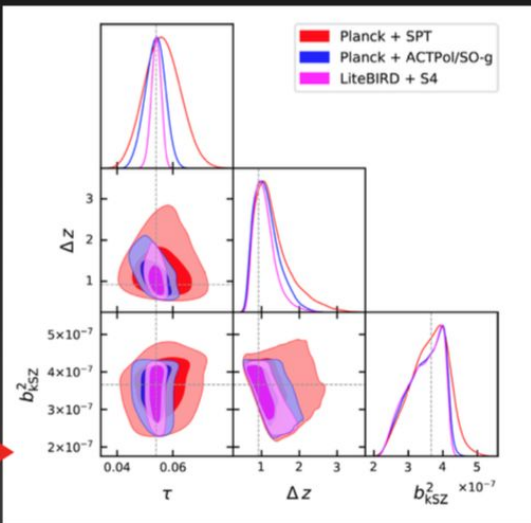 Planck + SPT
Planck + ACTPol/SO-g
LiteBIRD + S4
Δz
3
2
1
b²kSZ
5×10⁻⁷
4×10⁻⁷
3×10⁻⁷
2×10⁻⁷
0.04 0.06
τ
1 2 3
Δz
2 3 4 5
×10⁻⁷
b²kSZ